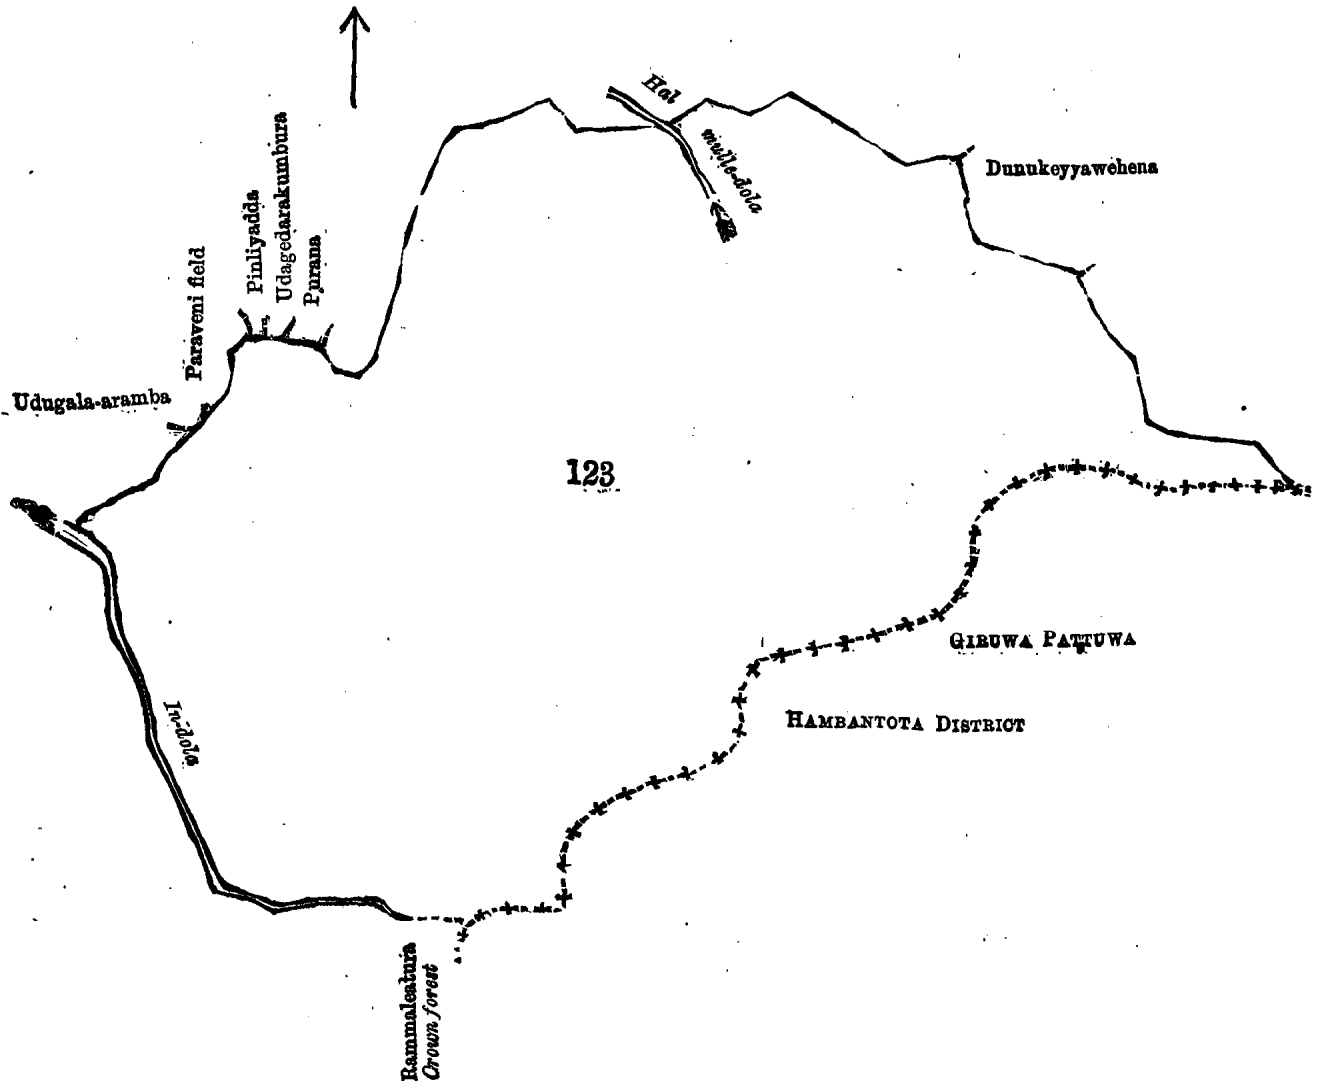 Hal
mulle-dola
Dunukeyyawehena
Pinliyadda
Udagedarakumbura
Purana
Paraveni field
Udugala-aramba
123
GIRUWA PATTUWA
HAMBANTOTA DISTRICT
In-dola
Rammaleatura
Crown forest